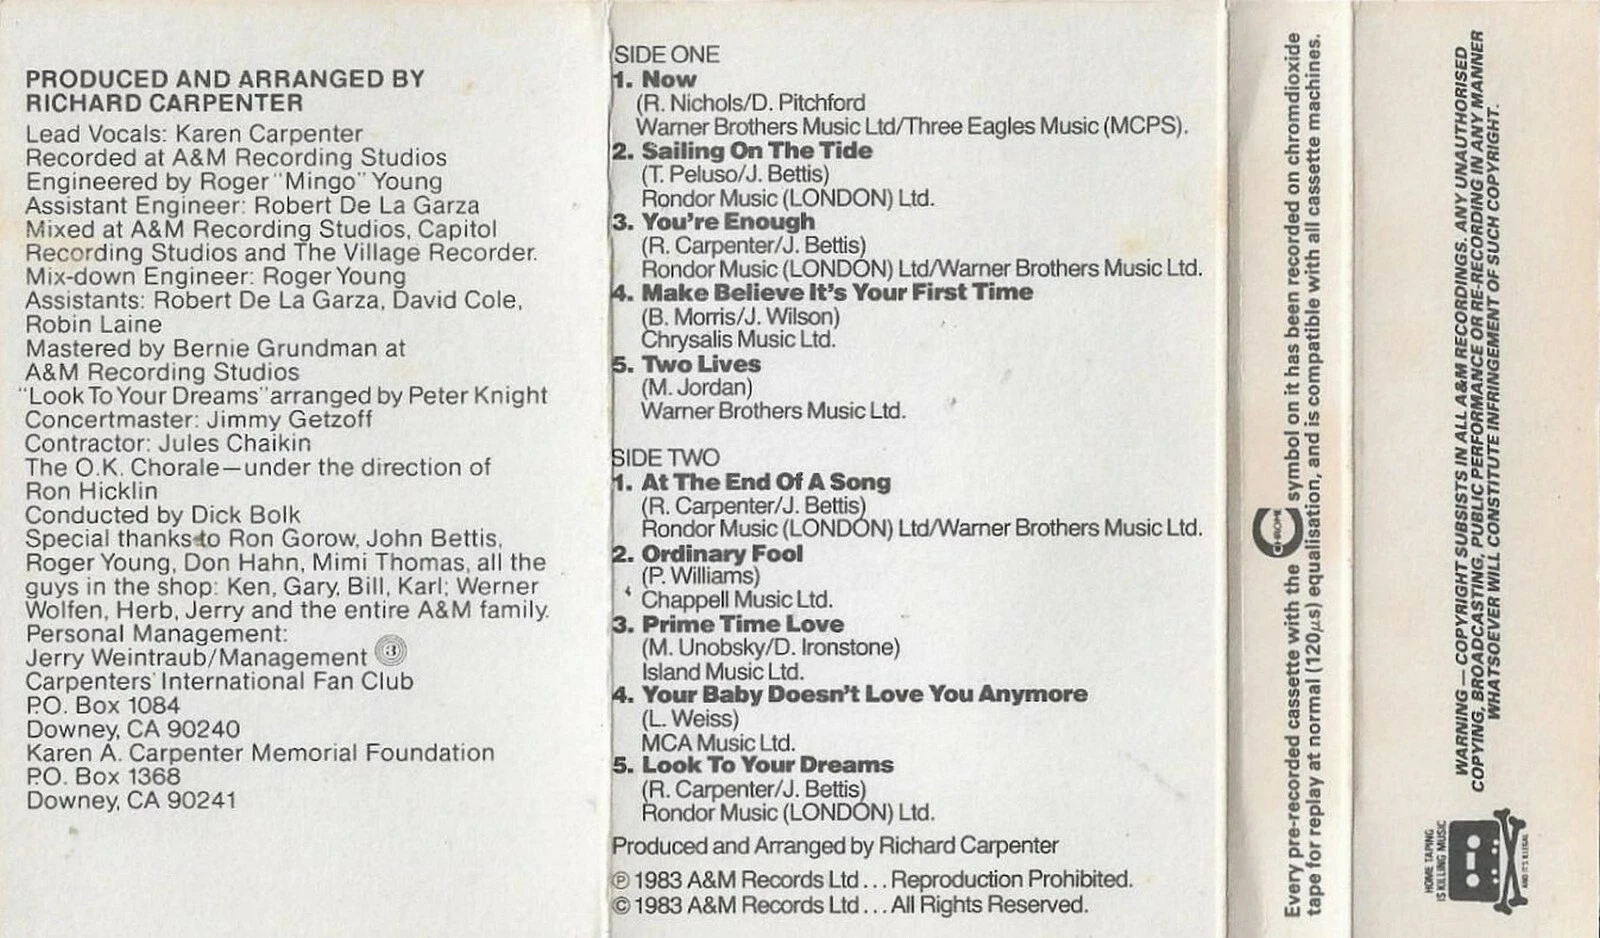 PRODUCED AND ARRANGED BY
RICHARD CARPENTER
Lead Vocals: Karen Carpenter
Recorded at A&M Recording Studios
Engineered by Roger "Mingo" Young
Assistant Engineer: Robert De La Garza
Mixed at A&M Recording Studios, Capitol
Recording Studios and The Village Recorder.
Mix-down Engineer: Roger Young
Assistants: Robert De La Garza, David Cole,
Robin Laine
Mastered by Bernie Grundman at
A&M Recording Studios
"Look To Your Dreams" arranged by Peter Knight
Concertmaster: Jimmy Getzoff
Contractor: Jules Chaikin
The O.K. Chorale—under the direction of
Ron Hicklin
Conducted by Dick Bolk
Special thanks to Ron Gorow, John Bettis,
Roger Young, Don Hahn, Mimi Thomas, all the
guys in the shop: Ken, Gary, Bill, Karl; Werner
Wolfen, Herb, Jerry and the entire A&M family.
Personal Management:
Jerry Weintraub/Management 3
Carpenters' International Fan Club
P.O. Box 1084
Downey, CA 90240
Karen A. Carpenter Memorial Foundation
P.O. Box 1368
Downey, CA 90241
SIDE ONE
1. Now
(R. Nichols/D. Pitchford
Warner Brothers Music Ltd/Three Eagles Music (MCPS).
2. Sailing On The Tide
(T. Peluso/J. Bettis)
Rondor Music (LONDON) Ltd.
3. You're Enough
(R. Carpenter/J. Bettis)
Rondor Music (LONDON) Ltd/Warner Brothers Music Ltd.
4. Make Believe It's Your First Time
(B. Morris/J. Wilson)
Chrysalis Music Ltd.
5. Two Lives
(M. Jordan)
Warner Brothers Music Ltd.
SIDE TWO
1. At The End Of A Song
(R. Carpenter/J. Bettis)
Rondor Music (LONDON) Ltd/Warner Brothers Music Ltd.
2. Ordinary Fool
(P. Williams)
Chappell Music Ltd.
3. Prime Time Love
(M. Unobsky/D. Ironstone)
Island Music Ltd.
4. Your Baby Doesn't Love You Anymore
(L. Weiss)
MCA Music Ltd.
5. Look To Your Dreams
(R. Carpenter/J. Bettis)
Rondor Music (LONDON) Ltd.
Produced and Arranged by Richard Carpenter
℗ 1983 A&M Records Ltd... Reproduction Prohibited.
© 1983 A&M Records Ltd... All Rights Reserved.
Every pre-recorded cassette with the CHROME symbol on it has been recorded on chromdioxide
tape for replay at normal (120μs) equalisation, and is compatible with all cassette machines.
WARNING — COPYRIGHT SUBSISTS IN ALL A&M RECORDINGS. ANY UNAUTHORISED
COPYING, BROADCASTING, PUBLIC PERFORMANCE OR RE-RECORDING IN ANY MANNER
WHATSOEVER WILL CONSTITUTE INFRINGEMENT OF SUCH COPYRIGHT.
HOME TAPING
IS KILLING MUSIC
AND IT'S ILLEGAL